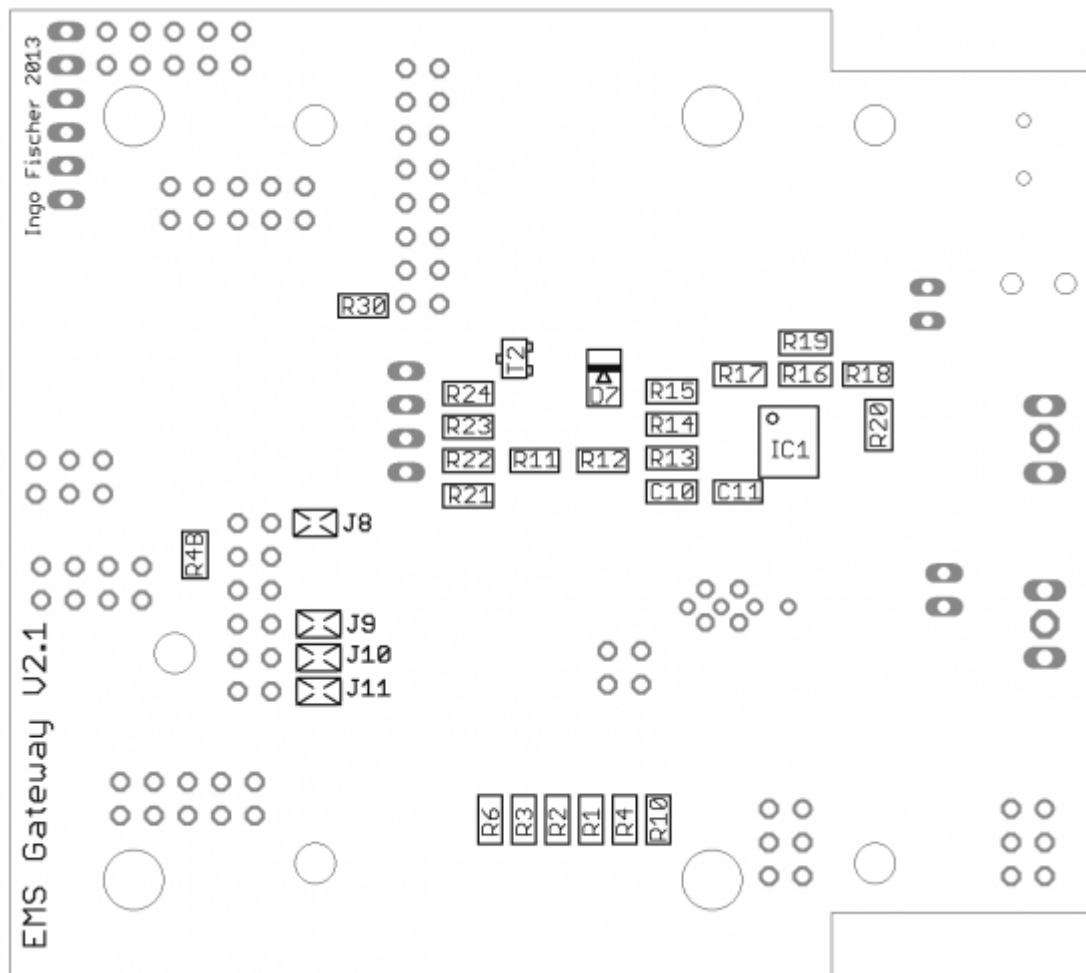 Ingo Fischer 2013
R30
T2
D7
R19
R17
R16
R18
R24
R15
R23
R14
R20
R22
R11
R12
R13
IC1
R21
C10
C11
J8
R4B
J9
J10
J11
EMS Gateway V2.1
R6
R3
R2
R1
R4
R10